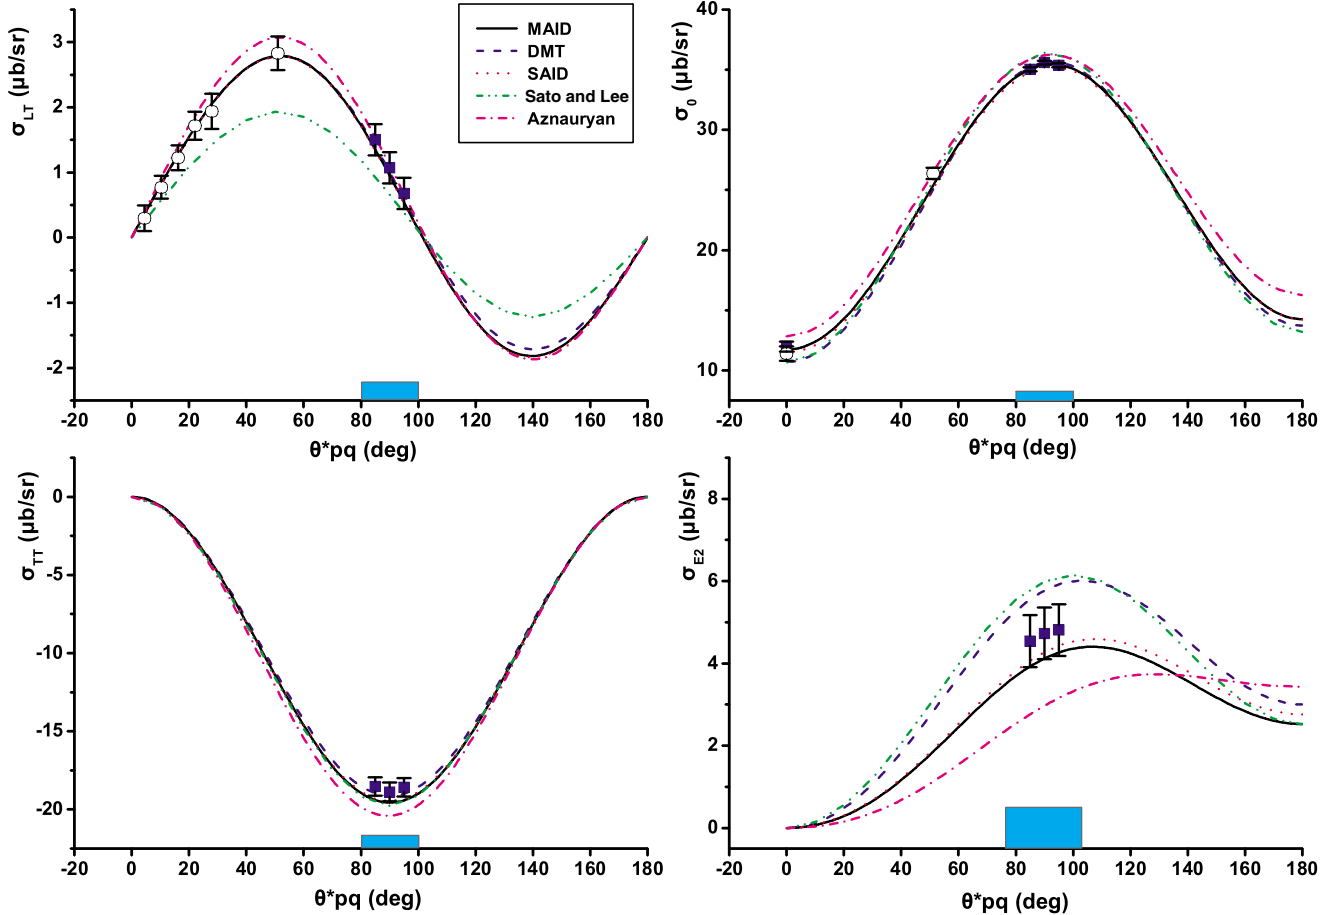 σLT (μb/sr)
3
2
1
0
-1
-2
-20 0 20 40 60 80 100 120 140 160 180
θ*pq (deg)
MAID
DMT
SAID
Sato and Lee
Aznauryan
σ0 (μb/sr)
40
30
20
10
-20 0 20 40 60 80 100 120 140 160 180
θ*pq (deg)
σTT (μb/sr)
0
-5
-10
-15
-20
-20 0 20 40 60 80 100 120 140 160 180
θ*pq (deg)
σE2 (μb/sr)
8
6
4
2
0
-20 0 20 40 60 80 100 120 140 160 180
θ*pq (deg)